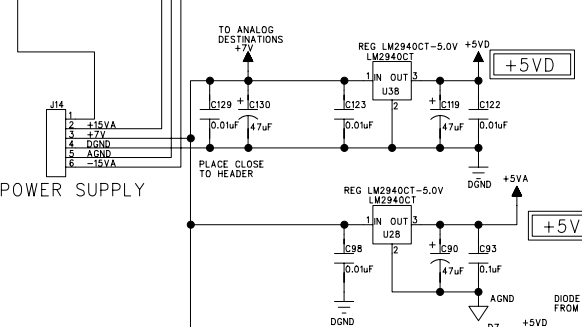 TO ANALOG
DESTINATIONS
+7V
REG LM2940CT-5.0V
LM2940CT
+5VD
+5VD
1 IN OUT 3
U38
2
C129
0.01uF
+ C130
47uF
C123
0.01uF
+ C119
47uF
C122
0.01uF
J14
1
2 +15VA
3 +7V
4 DGND
5 AGND
6 -15VA
POWER SUPPLY
PLACE CLOSE
TO HEADER
DGND
+5VA
REG LM2940CT-5.0V
LM2940CT
+5V
1 IN OUT 3
U28
2
C98
0.01uF
+ C90
47uF
C93
0.1uF
DGND
AGND
DIODE
FROM
D7
+5VD